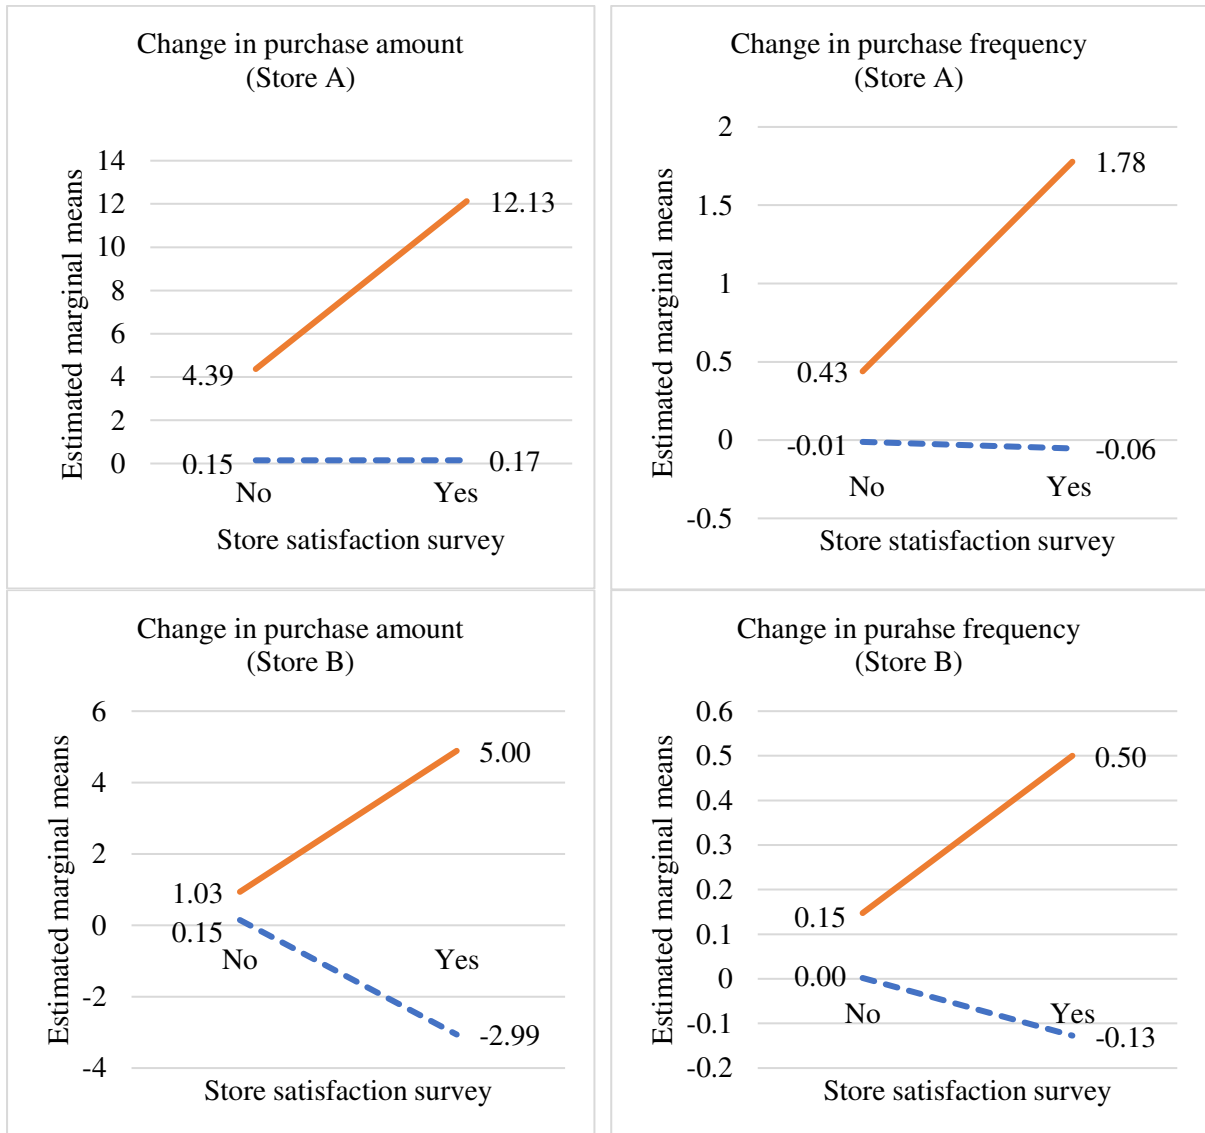 Change in purchase amount
(Store A)
Estimated marginal means
14
12
10
8
6
4
2
0
12.13
4.39
0.15
0.17
No
Yes
Store satisfaction survey
Change in purchase frequency
(Store A)
Estimated marginal means
2
1.5
1
0.5
0
-0.5
1.78
0.43
-0.01
-0.06
No
Yes
Store statisfaction survey
Change in purchase amount
(Store B)
Estimated marginal means
6
4
2
0
-2
-4
5.00
1.03
0.15
-2.99
No
Yes
Store satisfaction survey
Change in purahse frequency
(Store B)
Estimated marginal means
0.6
0.5
0.4
0.3
0.2
0.1
0
-0.1
-0.2
0.50
0.15
0.00
-0.13
No
Yes
Store satisfaction survey